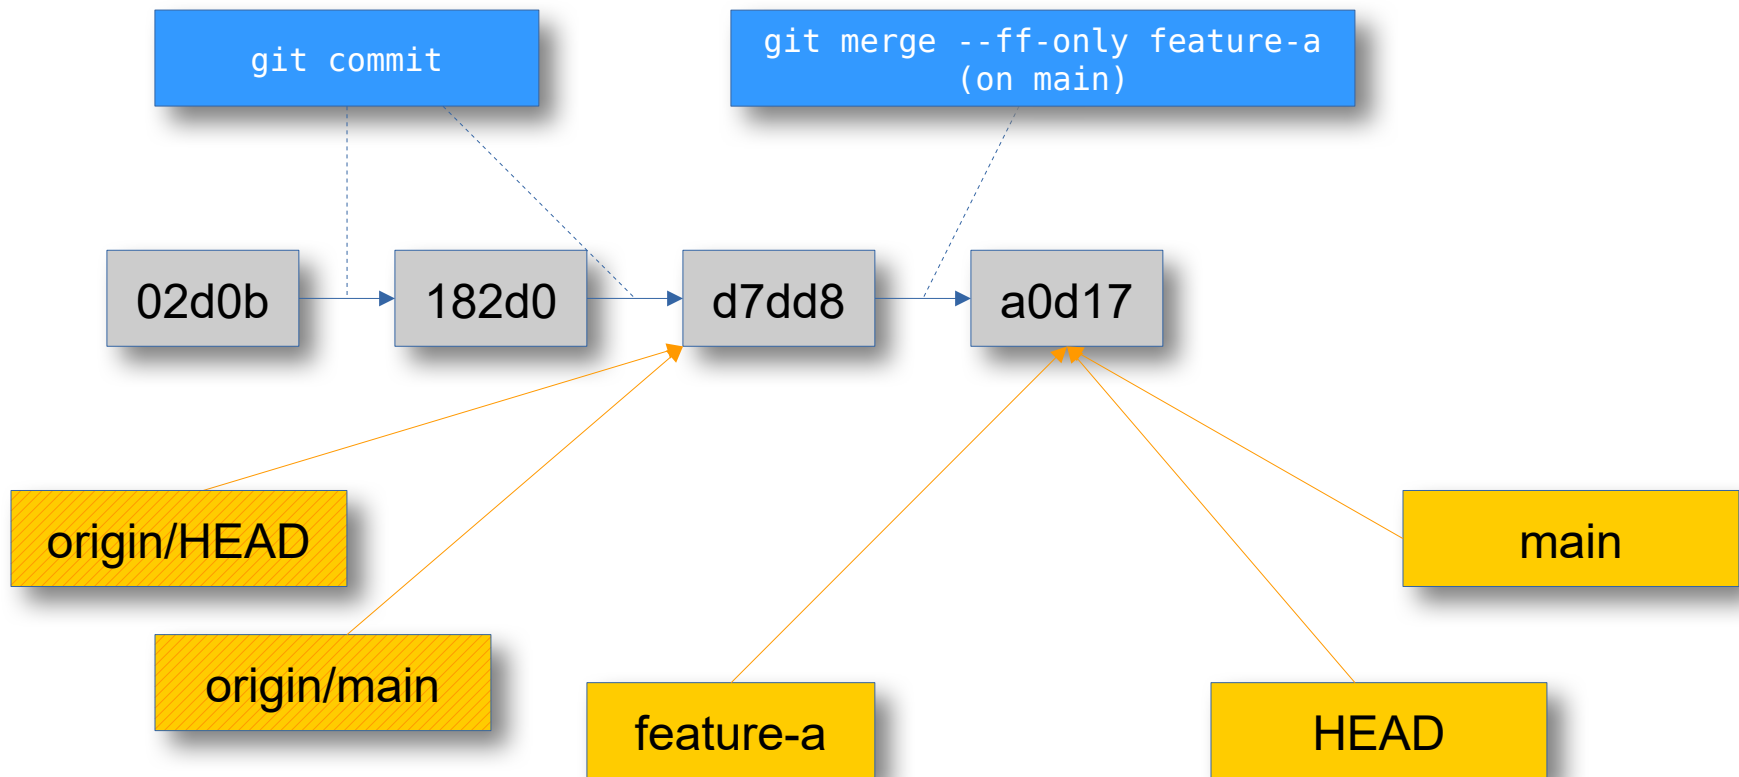 git commit
git merge --ff-only feature-a
(on main)
02d0b
182d0
d7dd8
a0d17
origin/HEAD
main
origin/main
feature-a
HEAD